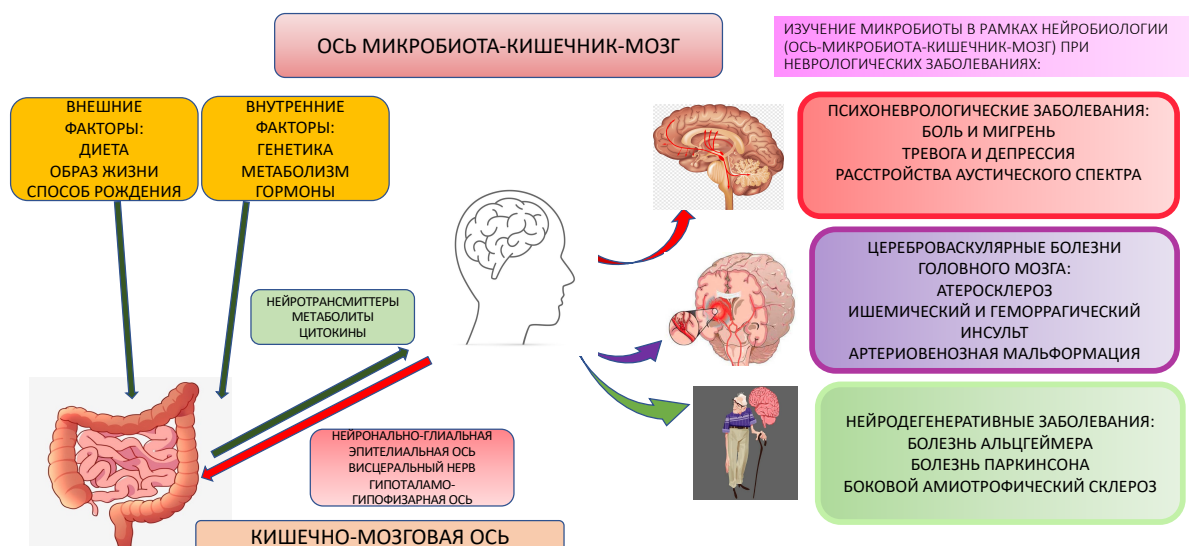 ОСЬ МИКРОБИОТА-КИШЕЧНИК-МОЗГ
ИЗУЧЕНИЕ МИКРОБИОТЫ В РАМКАХ НЕЙРОБИОЛОГИИ
(ОСЬ-МИКРОБИОТА-КИШЕЧНИК-МОЗГ) ПРИ
НЕВРОЛОГИЧЕСКИХ ЗАБОЛЕВАНИЯХ:
ВНЕШНИЕ
ФАКТОРЫ:
ДИЕТА
ОБРАЗ ЖИЗНИ
СПОСОБ РОЖДЕНИЯ
ВНУТРЕННИЕ
ФАКТОРЫ:
ГЕНЕТИКА
МЕТАБОЛИЗМ
ГОРМОНЫ
ПСИХОНЕВРОЛОГИЧЕСКИЕ ЗАБОЛЕВАНИЯ:
БОЛЬ И МИГРЕНЬ
ТРЕВОГА И ДЕПРЕССИЯ
РАССТРОЙСТВА АУСТИЧЕСКОГО СПЕКТРА
ЦЕРЕБРОВАСКУЛЯРНЫЕ БОЛЕЗНИ
ГОЛОВНОГО МОЗГА:
АТЕРОСКЛЕРОЗ
ИШЕМИЧЕСКИЙ И ГЕМОРРАГИЧЕСКИЙ
ИНСУЛЬТ
АРТЕРИОВЕНОЗНАЯ МАЛЬФОРМАЦИЯ
НЕЙРОТРАНСМИТТЕРЫ
МЕТАБОЛИТЫ
ЦИТОКИНЫ
НЕЙРОНАЛЬНО-ГЛИАЛЬНАЯ
ЭПИТЕЛИАЛЬНАЯ ОСЬ
ВИСЦЕРАЛЬНЫЙ НЕРВ
ГИПОТАЛАМО-
ГИПОФИЗАРНАЯ ОСЬ
НЕЙРОДЕГЕНЕРАТИВНЫЕ ЗАБОЛЕВАНИЯ:
БОЛЕЗНЬ АЛЬЦГЕЙМЕРА
БОЛЕЗНЬ ПАРКИНСОНА
БОКОВОЙ АМИОТРОФИЧЕСКИЙ СКЛЕРОЗ
КИШЕЧНО-МОЗГОВАЯ ОСЬ